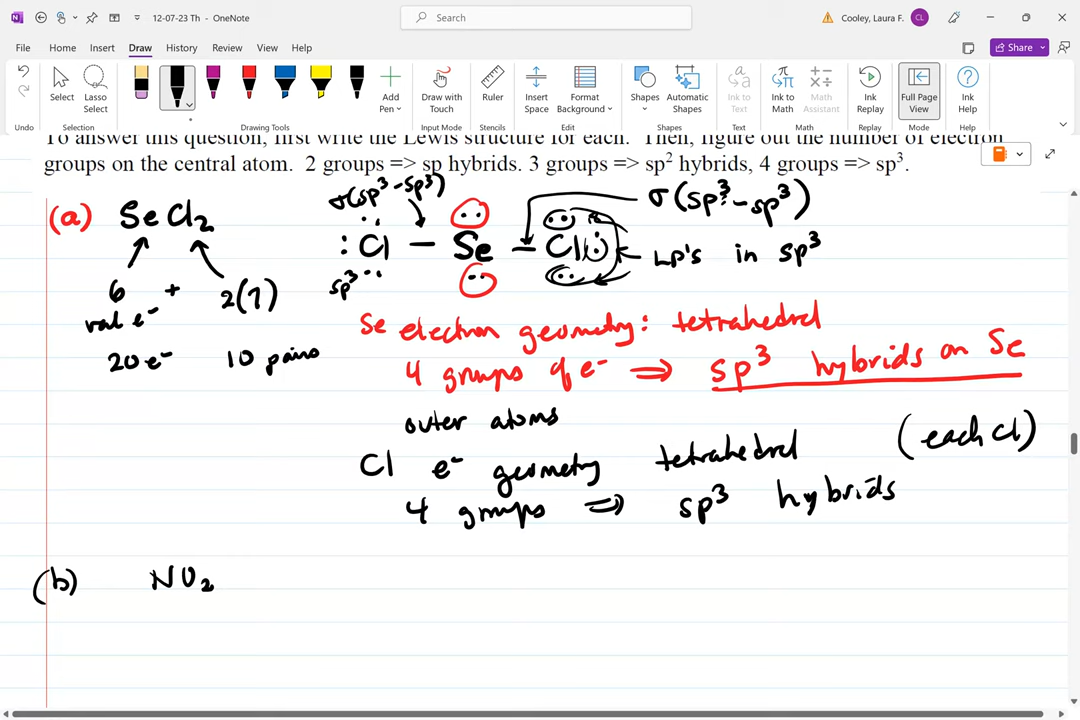 12-07-23 Th - OneNote
Search
Cooley, Laura F.
CL
File Home Insert Draw History Review View Help
Share
Undo
Select
Lasso Select
Selection
Add Pen
Drawing Tools
Draw with Touch
Input Mode
Ruler
Stencils
Insert Space
Format Background
Edit
Shapes
Automatic Shapes
Shapes
Ink to Text
Text
Ink to Math
Math Assistant
Math
Ink Replay
Replay
Full Page View
Mode
Ink Help
Help
To answer this question, first write the Lewis structure for each. Then, figure out the number of electron
groups on the central atom. 2 groups => sp hybrids. 3 groups => sp² hybrids, 4 groups => sp³.
σ(sp³-sp³)
σ(sp³-sp³)
(a) SeCl₂
:Cl — Se — Cl:
LP's in sp³
sp³
6 + 2(7)
val e⁻
20 e⁻ 10 pairs
Se electron geometry: tetrahedral
4 groups of e⁻ ⇒ sp³ hybrids on Se
outer atoms
Cl e⁻ geometry tetrahedral (each Cl)
4 groups ⇒ sp³ hybrids
(b) NO₂